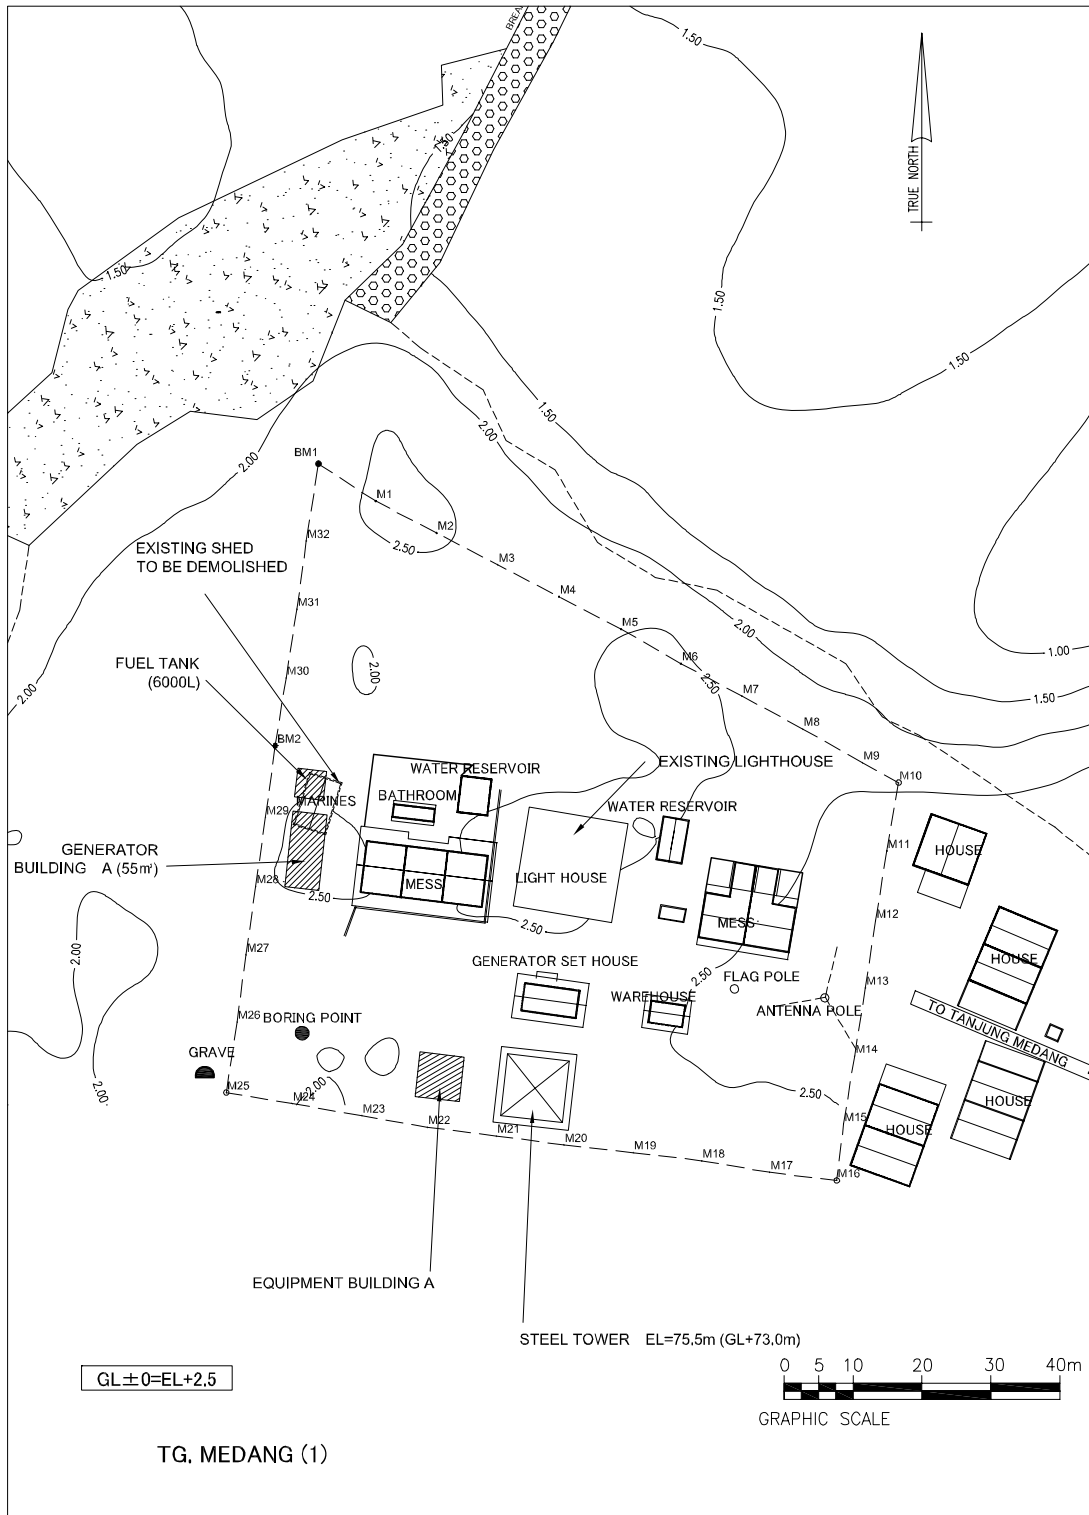 BREA
1.50
1.50
TRUE NORTH
1.50
1.50
1.50
1.50
2.00
2.00
BM1
M1
M2
M32
2.50
M3
EXISTING SHED
TO BE DEMOLISHED
M31
M4
M5
2.00
1.00
FUEL TANK
(6000L)
M30
2.00
M6
2.50
M7
1.50
2.00
M8
BM2
M9
WATER RESERVOIR
EXISTING LIGHTHOUSE
M10
MARINES
BATHROOM
WATER RESERVOIR
M29
GENERATOR
BUILDING A (55㎡)
M11
HOUSE
M28
MESS
LIGHT HOUSE
2.50
2.50
M12
MESS
2.00
M27
HOUSE
GENERATOR SET HOUSE
2.50
FLAG POLE
M13
WAREHOUSE
ANTENNA POLE
TO TANJUNG MEDANG
M26
BORING POINT
M14
GRAVE
2.00
M25
M24
2.00
2.50
M23
M22
M21
M20
M19
M18
M17
M16
M15
HOUSE
HOUSE
EQUIPMENT BUILDING A
STEEL TOWER EL=75.5m (GL+73.0m)
0 5 10 20 30 40m
GRAPHIC SCALE
GL±0=EL+2.5
TG. MEDANG (1)